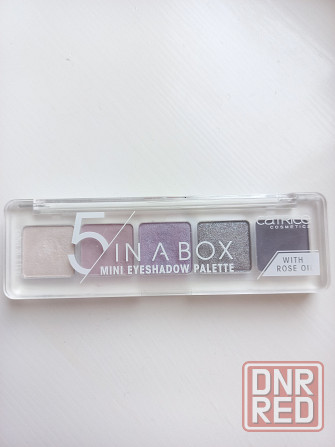 5 IN A BOX
MINI EYESHADOW PALETTE
CATRICE
COSMETICS
WITH
ROSE OIL
DNR
RED